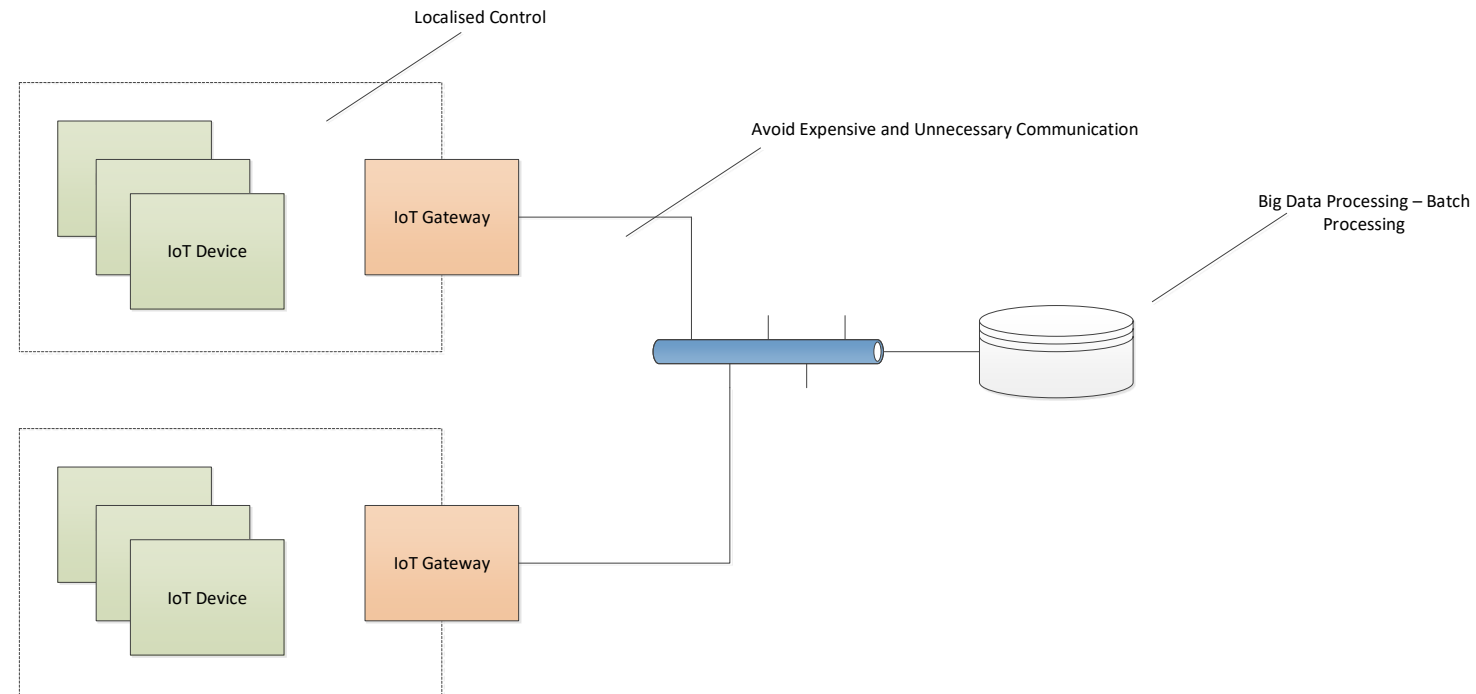 Localised Control
Avoid Expensive and Unnecessary Communication
Big Data Processing – Batch
Processing
IoT Gateway
IoT Device
IoT Gateway
IoT Device